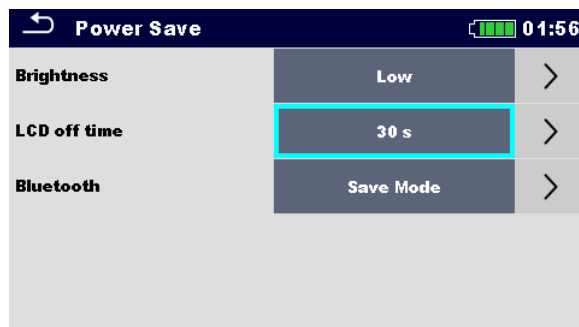 Power Save 01:56
Brightness Low
LCD off time 30 s
Bluetooth Save Mode